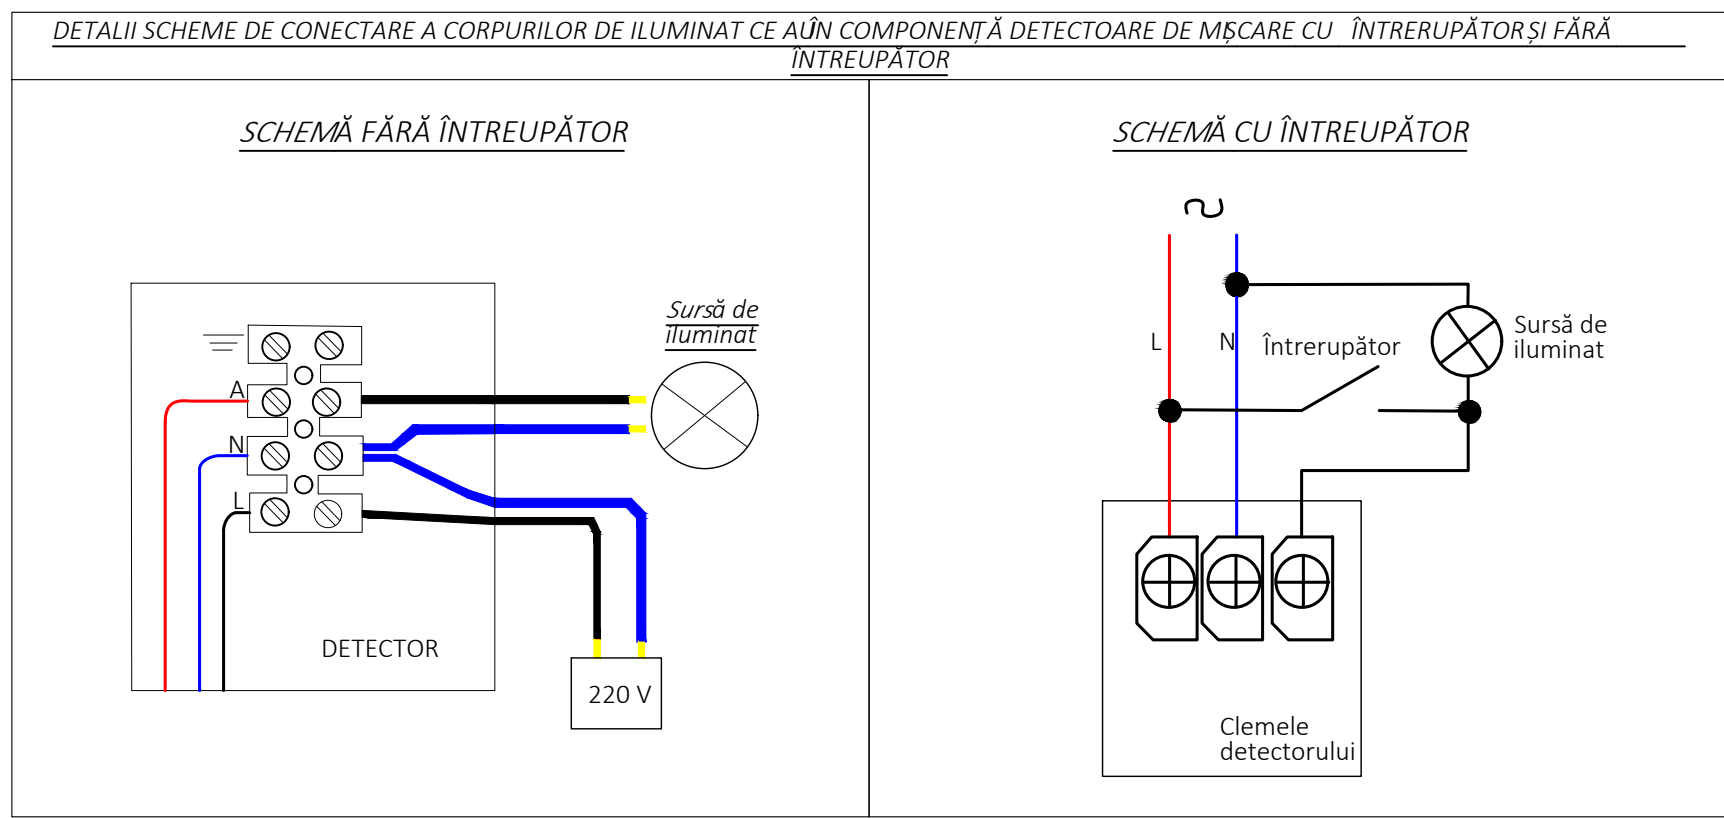 DETALII SCHEME DE CONECTARE A CORPURILOR DE ILUMINAT CE AU ÎN COMPONENȚĂ DETECTOARE DE MIȘCARE CU ÎNTRERUPĂTOR ȘI FĂRĂ
ÎNTREUPĂTOR
SCHEMĂ FĂRĂ ÎNTREUPĂTOR
Sursă de
iluminat
A
N
L
DETECTOR
220 V
SCHEMĂ CU ÎNTREUPĂTOR
L
N
Întrerupător
Sursă de
iluminat
Clemele
detectorului